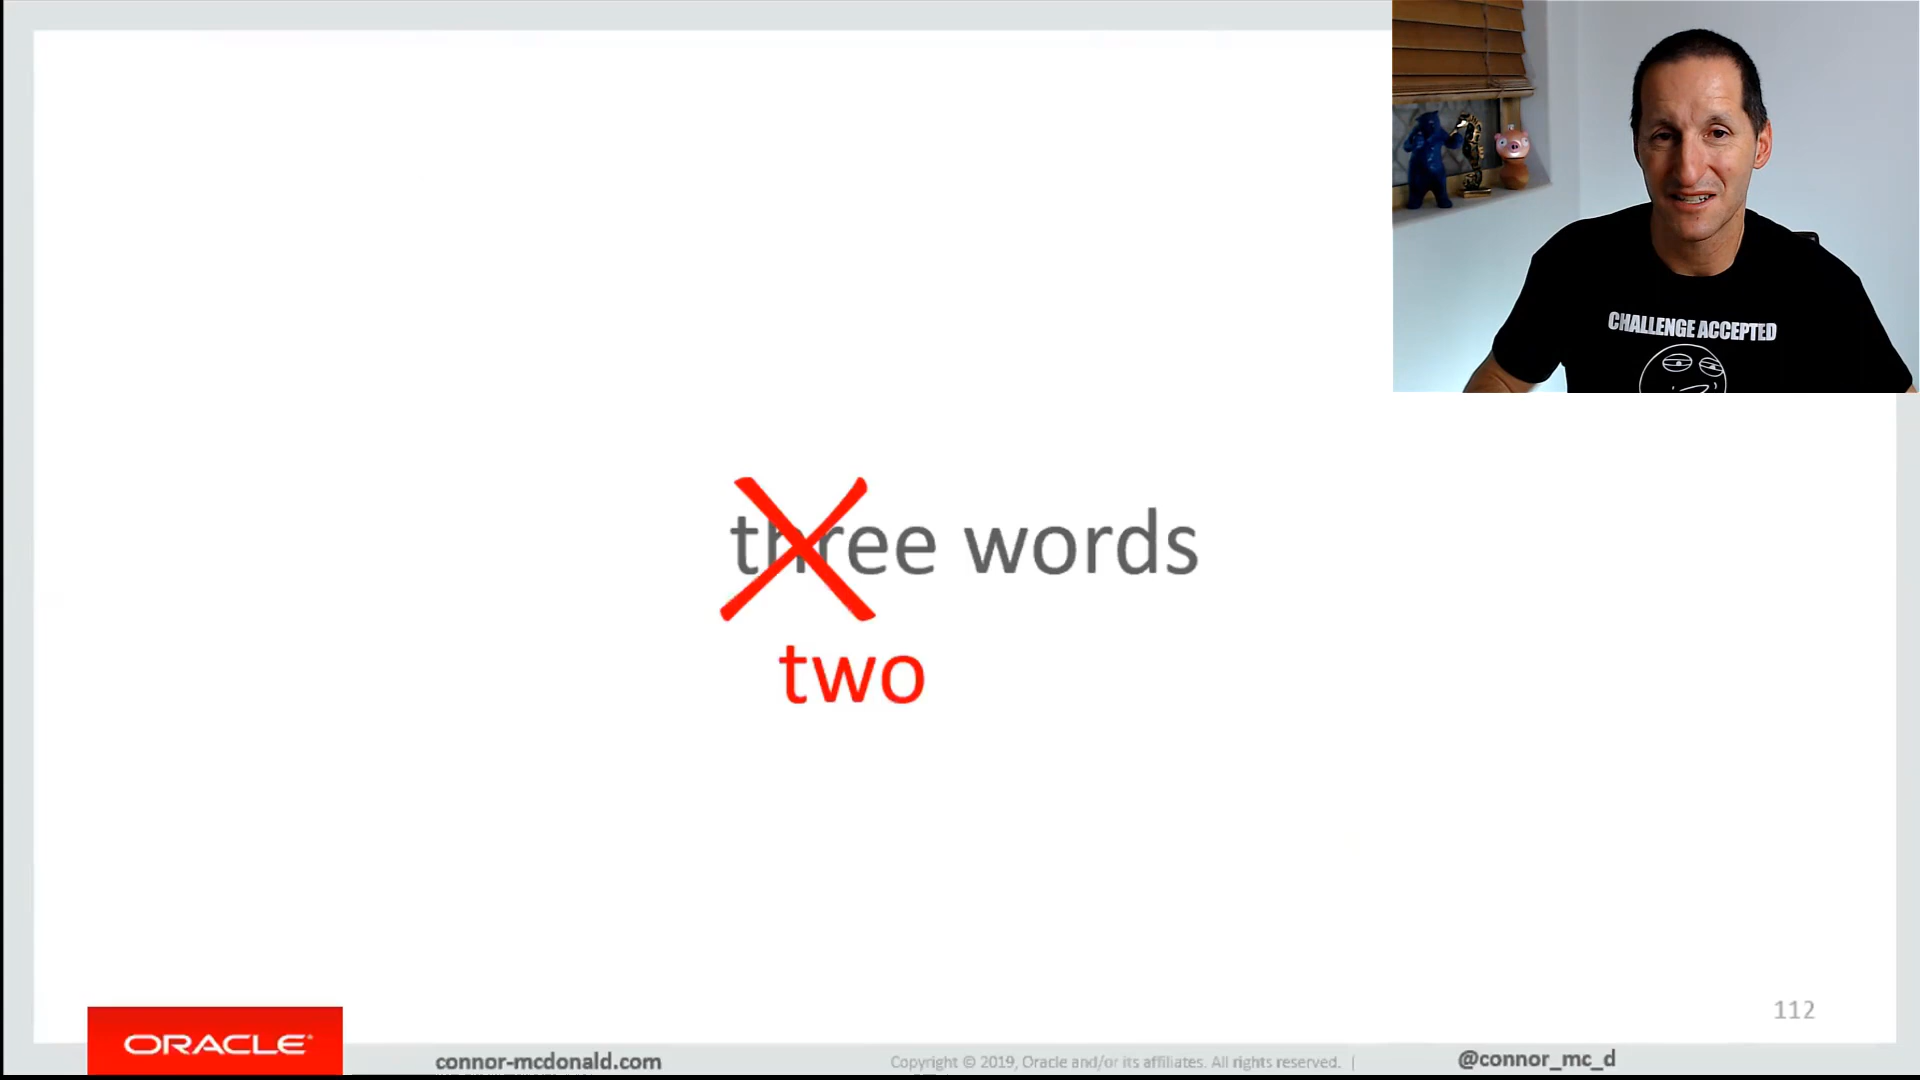 CHALLENGE ACCEPTED
three words
two
112
ORACLE
connor-mcdonald.com
Copyright © 2019, Oracle and/or its affiliates. All rights reserved. |
@connor_mc_d